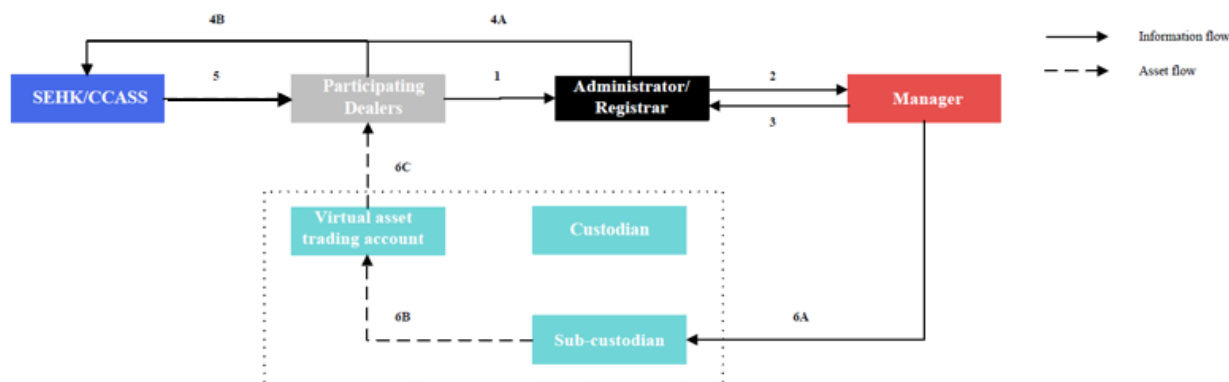 4B
4A
Information flow
Asset flow
SEHK/CCASS
5
Participating
Dealers
1
Administrator/
Registrar
2
3
Manager
6C
Virtual asset
trading account
Custodian
6B
Sub-custodian
6A